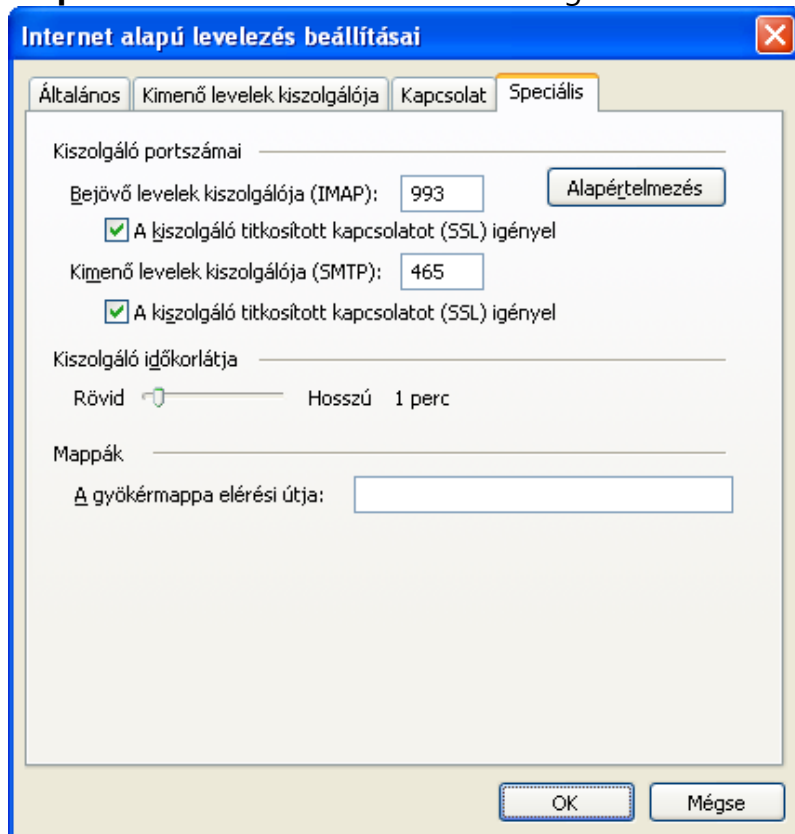 Internet alapú levelezés beállításai
Általános Kimenő levelek kiszolgálója Kapcsolat Speciális
Kiszolgáló portszámai
Bejövő levelek kiszolgálója (IMAP): 993 Alapértelmezés
A kiszolgáló titkosított kapcsolatot (SSL) igényel
Kimenő levelek kiszolgálója (SMTP): 465
A kiszolgáló titkosított kapcsolatot (SSL) igényel
Kiszolgáló időkorlátja
Rövid Hosszú 1 perc
Mappák
A gyökérmappa elérési útja:
OK Mégse